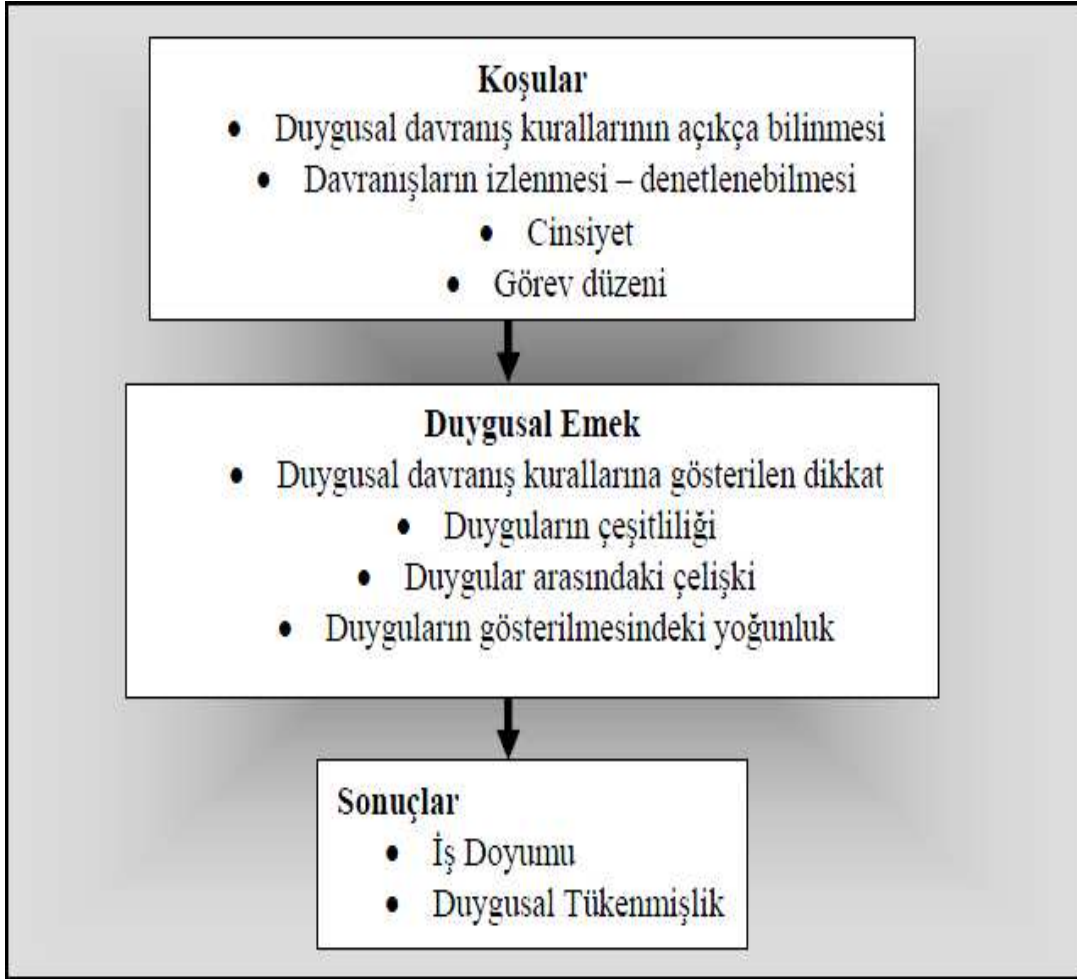 Koşular
• Duygusal davranış kurallarının açıkça bilinmesi
• Davranışların izlenmesi – denetlenebilmesi
• Cinsiyet
• Görev düzeni
Duygusal Emek
• Duygusal davranış kurallarına gösterilen dikkat
• Duyguların çeşitliliği
• Duygular arasındaki çelişki
• Duyguların gösterilmesindeki yoğunluk
Sonuçlar
• İş Doyumu
• Duygusal Tükenmişlik